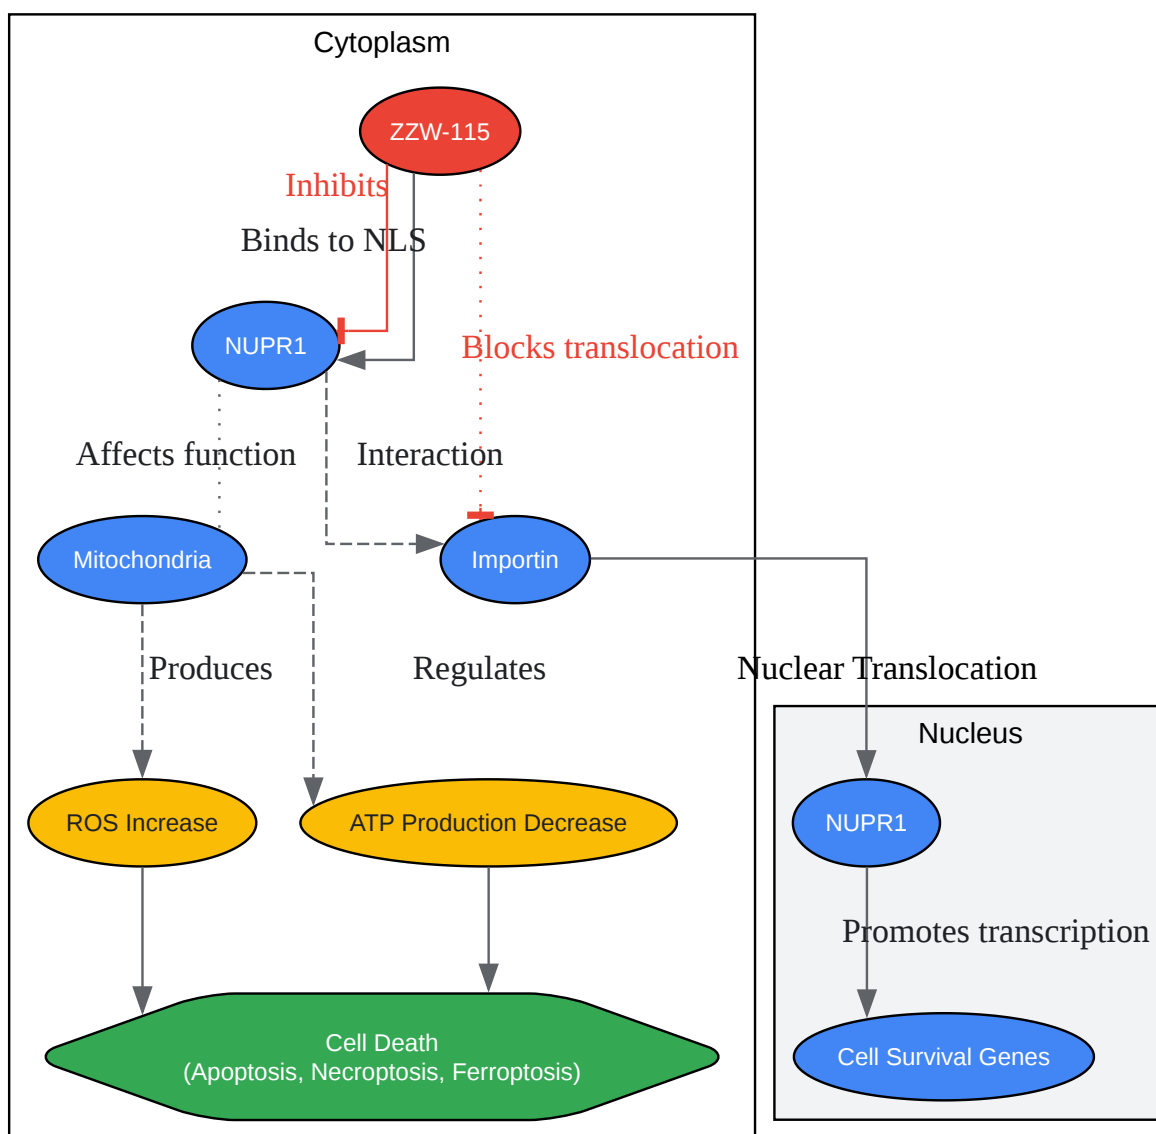 Cytoplasm
ZZW-115
Inhibits
Binds to NLS
NUPR1
Blocks translocation
Affects function
Interaction
Mitochondria
Importin
Produces
Regulates
Nuclear Translocation
Nucleus
ROS Increase
ATP Production Decrease
NUPR1
Promotes transcription
Cell Death
(Apoptosis, Necroptosis, Ferroptosis)
Cell Survival Genes